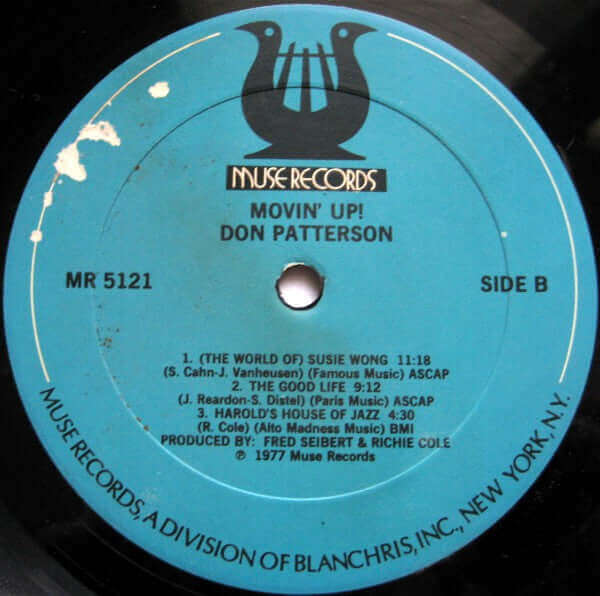 MUSE RECORDS
MOVIN' UP!
DON PATTERSON
MR 5121
SIDE B
1. (THE WORLD OF) SUSIE WONG 11:18
(S. Cahn-J. Vanheusen) (Famous Music) ASCAP
2. THE GOOD LIFE 9:12
(J. Reardon-S. Distel) (Paris Music) ASCAP
3. HAROLD'S HOUSE OF JAZZ 4:30
(R. Cole) (Alto Madness Music) BMI
PRODUCED BY: FRED SEIBERT & RICHIE COLE
℗ 1977 Muse Records
MUSE RECORDS, A DIVISION OF BLANCHRIS, INC., NEW YORK, N.Y.